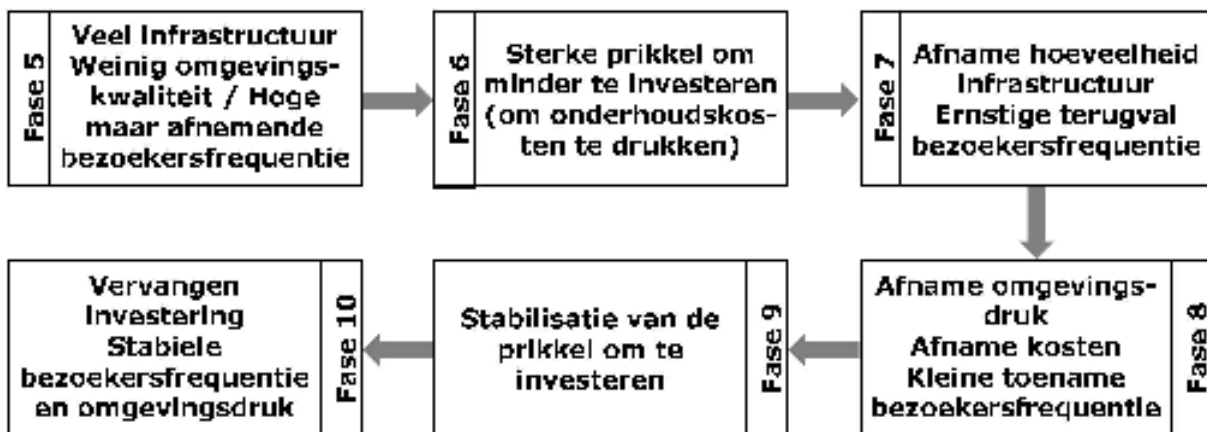 Fase 5
Veel Infrastructuur
Weinig omgevings-
kwaliteit / Hoge
maar afnemende
bezoekersfrequentie
Fase 6
Sterke prikkel om
minder te investeren
(om onderhoudskos-
ten te drukken)
Fase 7
Afname hoeveelheid
Infrastructuur
Ernstige terugval
bezoekersfrequentie
Afname omgevings-
druk
Afname kosten
Kleine toename
bezoekersfrequentie
Fase 8
Stabilisatie van de
prikkel om te
investeren
Fase 9
Vervangen
Investering
Stabiele
bezoekersfrequentie
en omgevingsdruk
Fase 10